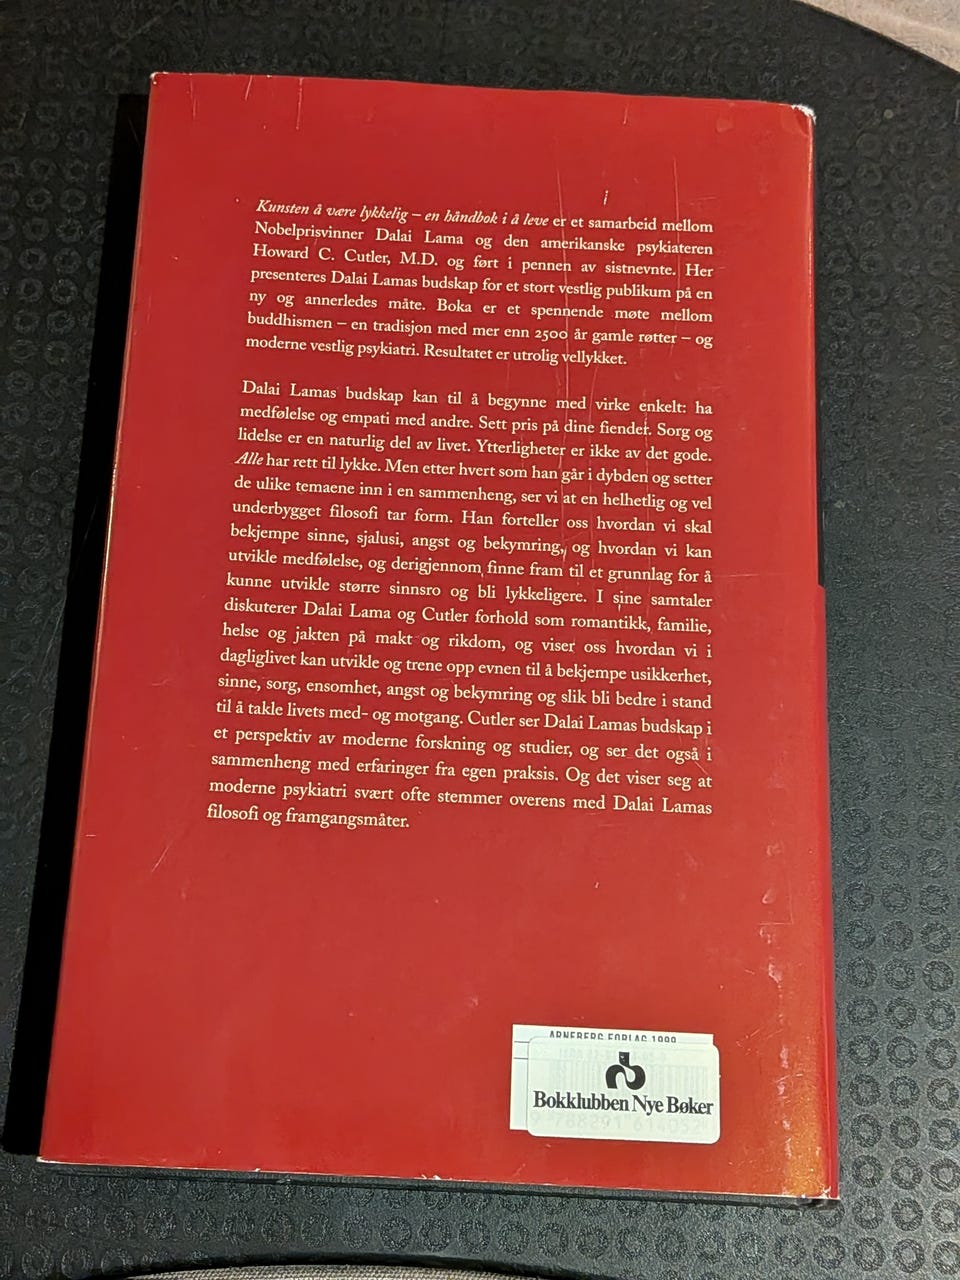 Kunsten å være lykkelig – en håndbok i å leve er et samarbeid mellom
Nobelprisvinner Dalai Lama og den amerikanske psykiateren
Howard C. Cutler, M.D. og ført i pennen av sistnevnte. Her
presenteres Dalai Lamas budskap for et stort vestlig publikum på en
ny og annerledes måte. Boka er et spennende møte mellom
buddhismen – en tradisjon med mer enn 2500 år gamle røtter – og
moderne vestlig psykiatri. Resultatet er utrolig vellykket.
Dalai Lamas budskap kan til å begynne med virke enkelt: ha
medfølelse og empati med andre. Sett pris på dine fiender. Sorg og
lidelse er en naturlig del av livet. Ytterligheter er ikke av det gode.
Alle har rett til lykke. Men etter hvert som han går i dybden og setter
de ulike temaene inn i en sammenheng, ser vi at en helhetlig og vel
underbygget filosofi tar form. Han forteller oss hvordan vi skal
bekjempe sinne, sjalusi, angst og bekymring, og hvordan vi kan
utvikle medfølelse, og derigjennom finne fram til et grunnlag for å
kunne utvikle større sinnsro og bli lykkeligere. I sine samtaler
diskuterer Dalai Lama og Cutler forhold som romantikk, familie,
helse og jakten på makt og rikdom, og viser oss hvordan vi i
dagliglivet kan utvikle og trene opp evnen til å bekjempe usikkerhet,
sinne, sorg, ensomhet, angst og bekymring og slik bli bedre i stand
til å takle livets med- og motgang. Cutler ser Dalai Lamas budskap i
et perspektiv av moderne forskning og studier, og ser det også i
sammenheng med erfaringer fra egen praksis. Og det viser seg at
moderne psykiatri svært ofte stemmer overens med Dalai Lamas
filosofi og framgangsmåter.
ARNEBERG FORLAG 1999
Bokklubben Nye Bøker